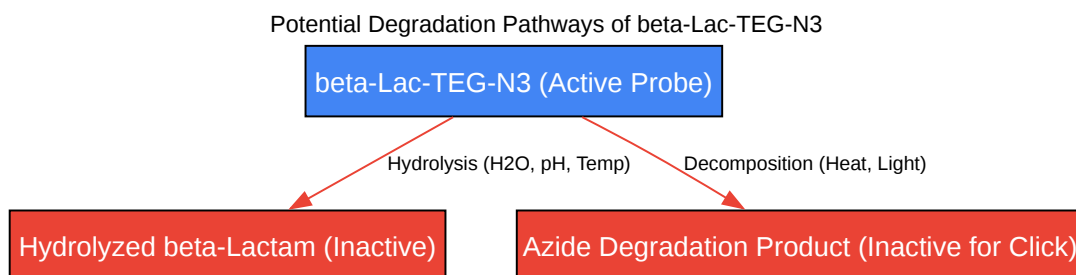 Potential Degradation Pathways of beta-Lac-TEG-N3
beta-Lac-TEG-N3 (Active Probe)
Hydrolysis (H2O, pH, Temp)
Decomposition (Heat, Light)
Hydrolyzed beta-Lactam (Inactive)
Azide Degradation Product (Inactive for Click)